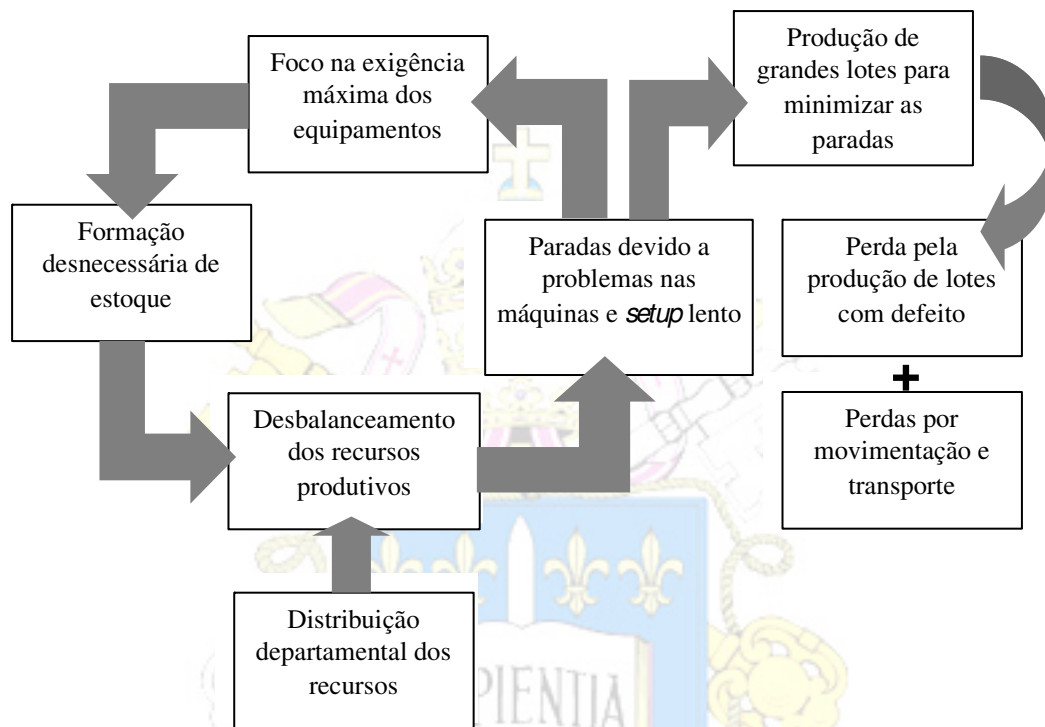 Foco na exigência
máxima dos
equipamentos
Produção de
grandes lotes para
minimizar as
paradas
Formação
desnecessária de
estoque
Paradas devido a
problemas nas
máquinas e setup lento
Perda pela
produção de lotes
com defeito
+
Perdas por
movimentação e
transporte
Desbalanceamento
dos recursos
produtivos
Distribuição
departamental dos
recursos